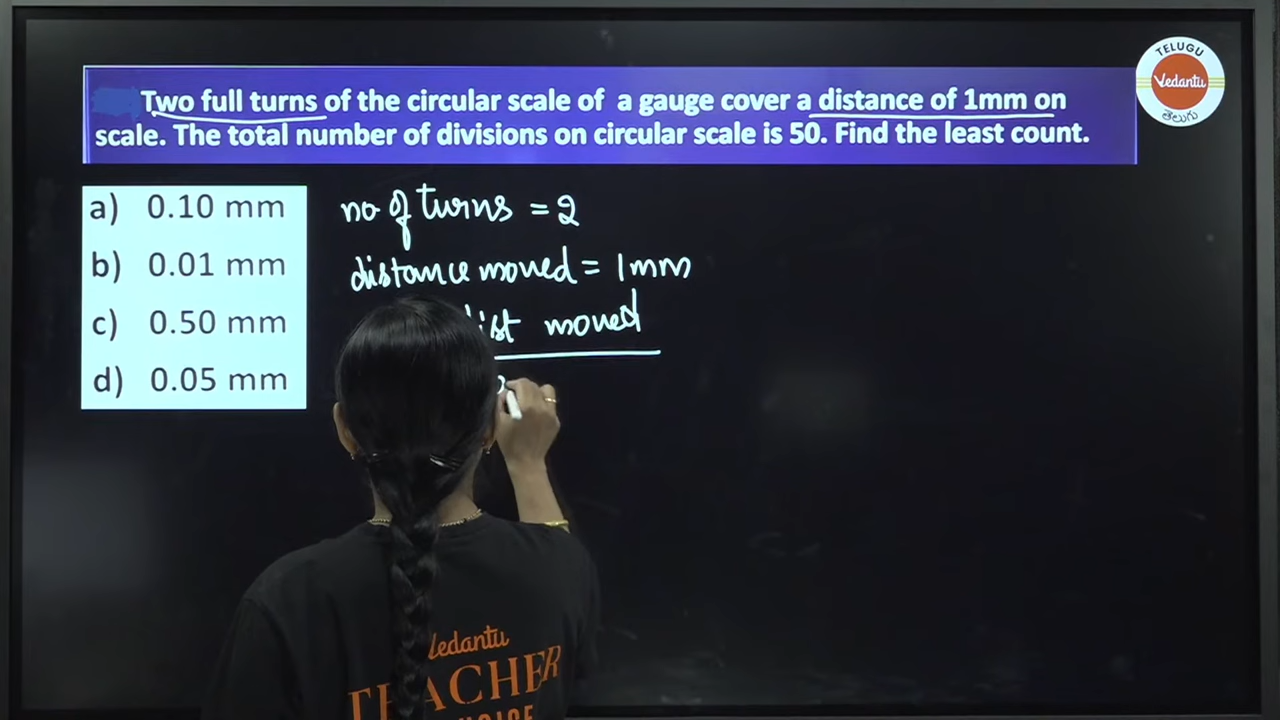 Two full turns of the circular scale of a gauge cover a distance of 1mm on
scale. The total number of divisions on circular scale is 50. Find the least count.
TELUGU
Vedantu
తెలుగు
a) 0.10 mm
b) 0.01 mm
c) 0.50 mm
d) 0.05 mm
no of turns = 2
distance moved = 1mm
dist moved
Vedantu
TEACHER